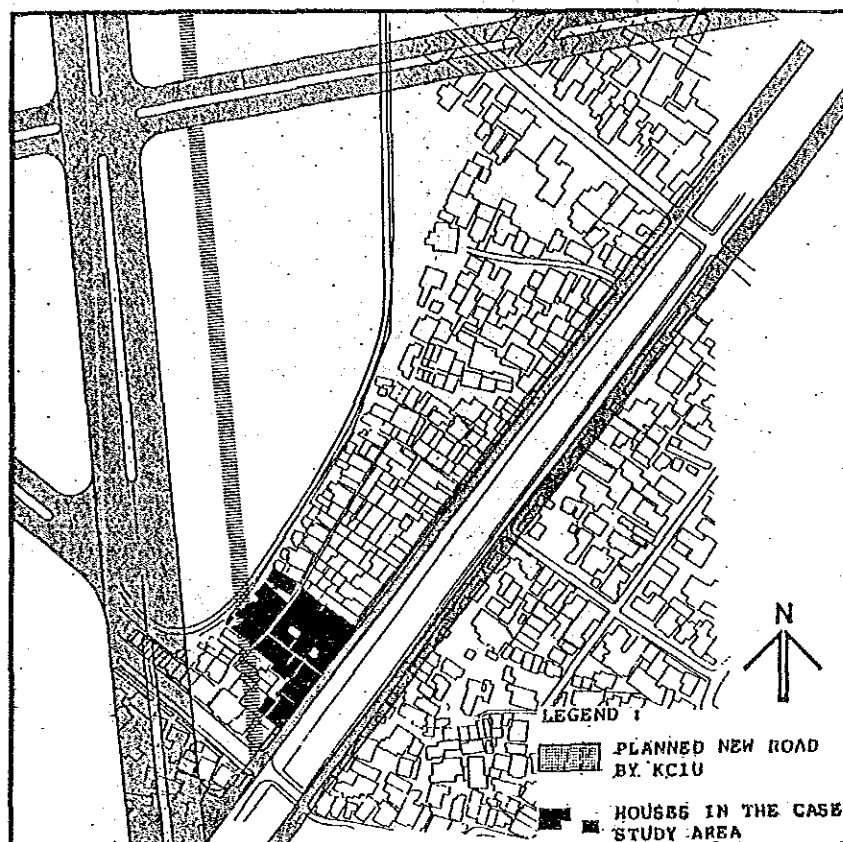 N
LEGEND :
PLANNED NEW ROAD
BY KCIU
HOUSES IN THE CASE
STUDY AREA